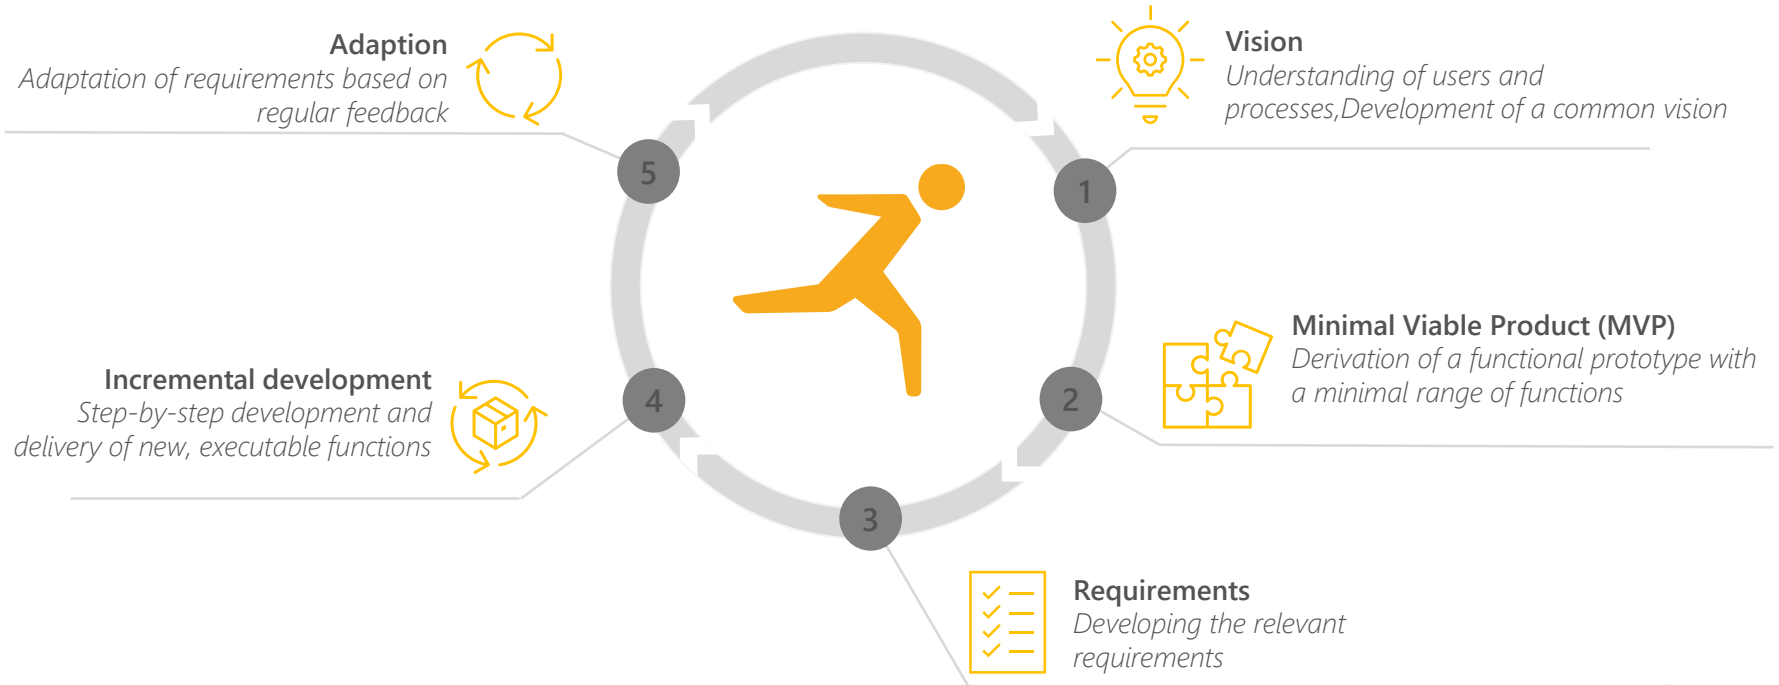 Vision
Understanding of users and
processes,Development of a common vision
1
Minimal Viable Product (MVP)
Derivation of a functional prototype with
a minimal range of functions
2
Requirements
Developing the relevant
requirements
3
Incremental development
Step-by-step development and
delivery of new, executable functions
4
Adaption
Adaptation of requirements based on
regular feedback
5